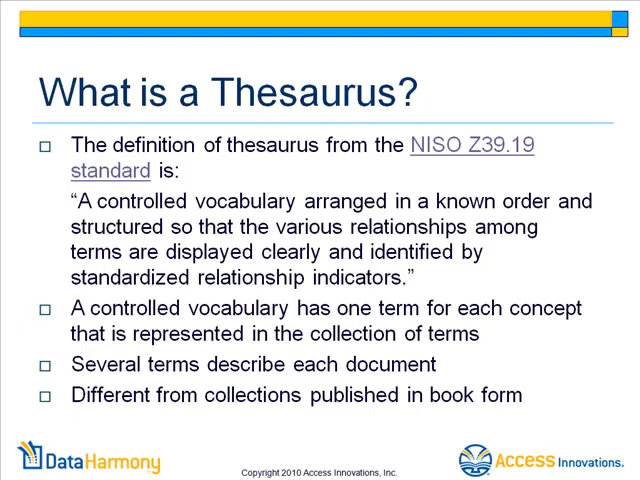 What is a Thesaurus?
The definition of thesaurus from the NISO Z39.19
standard is:
“A controlled vocabulary arranged in a known order and
structured so that the various relationships among
terms are displayed clearly and identified by
standardized relationship indicators.”
A controlled vocabulary has one term for each concept
that is represented in the collection of terms
Several terms describe each document
Different from collections published in book form
DataHarmony
Copyright 2010 Access Innovations, Inc.
Access Innovations.